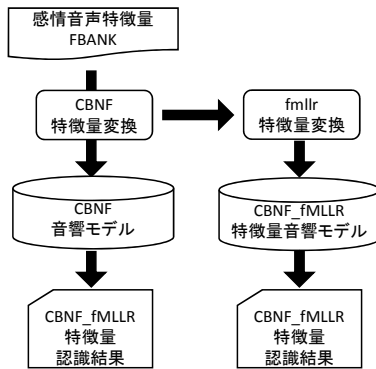 感情音声特徴量
FBANK
CBNF
特徴量変換
fmllr
特徴量変換
CBNF
音響モデル
CBNF_fMLLR
特徴量音響モデル
CBNF_fMLLR
特徴量
認識結果
CBNF_fMLLR
特徴量
認識結果